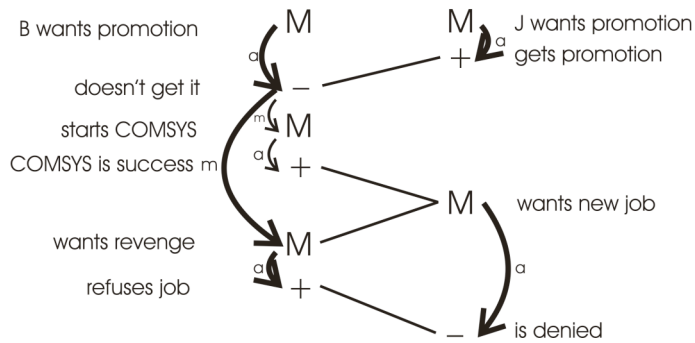 B wants promotion M M J wants promotion
a a
doesn't get it – + gets promotion
m
starts COMSYS M
COMSYS is success m a +
M wants new job
wants revenge M
a a
refuses job +
– is denied